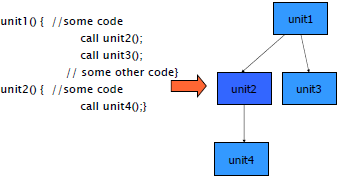 unit1() {  //some code
call unit2();
call unit3();
// some other code}
unit2() {  //some code
call unit4();}
unit1
unit2
unit3
unit4